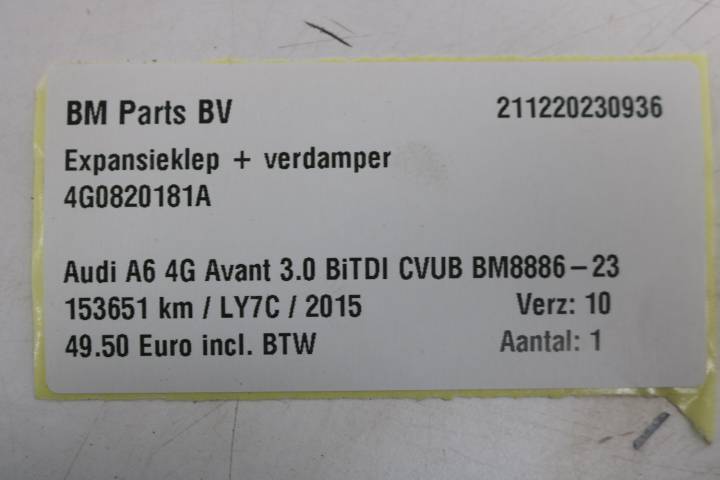 BM Parts BV 211220230936
Expansieklep + verdamper
4G0820181A
Audi A6 4G Avant 3.0 BiTDI CVUB BM8886-23
153651 km / LY7C / 2015 Verz: 10
49.50 Euro incl. BTW Aantal: 1